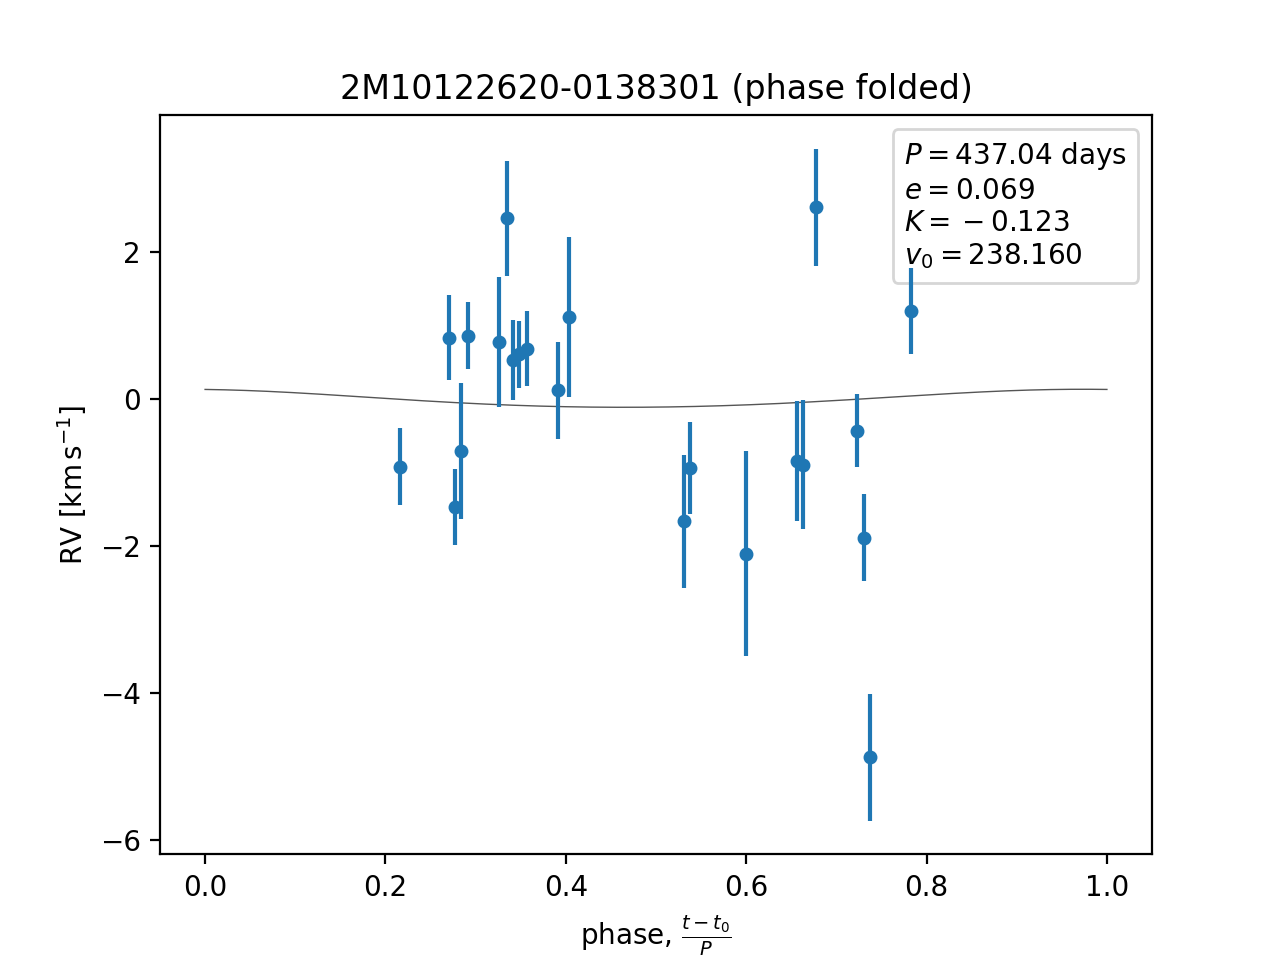 2M10122620-0138301 (phase folded)
P = 437.04 days
e = 0.069
K = −0.123
v₀ = 238.160
2
0
−2
−4
−6
RV [km s⁻¹]
0.0 0.2 0.4 0.6 0.8 1.0
phase, (t − t₀)/P